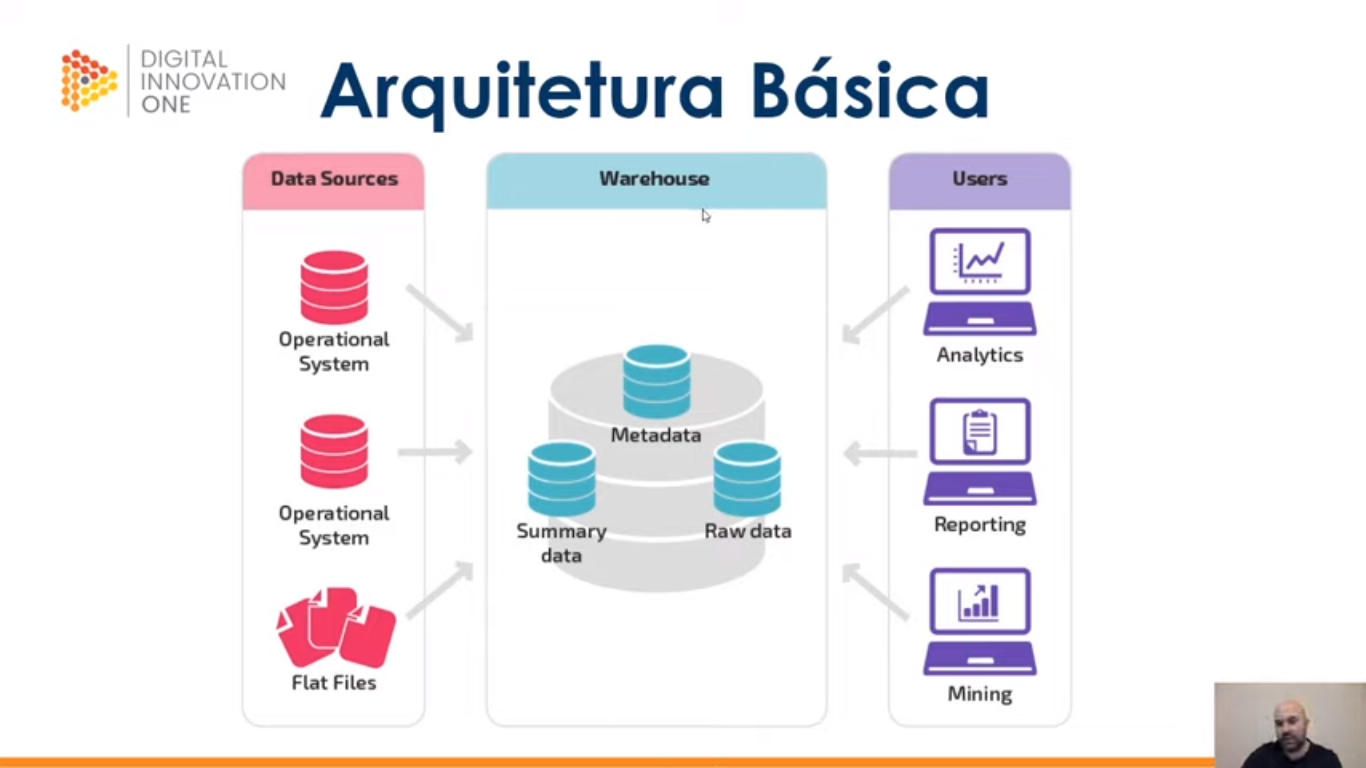 DIGITAL
INNOVATION
ONE
Arquitetura Básica
Data Sources
Operational
System
Operational
System
Flat Files
Warehouse
Metadata
Summary
data
Raw data
Users
Analytics
Reporting
Mining